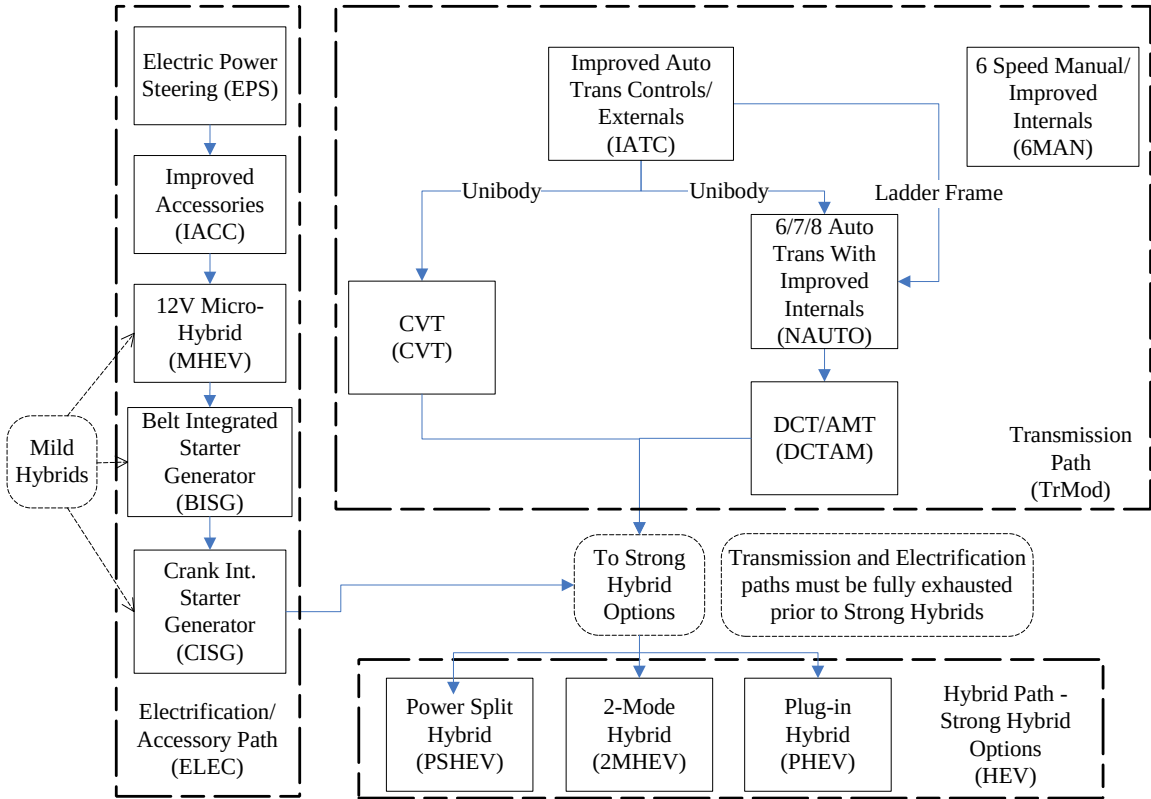 Electric Power
Steering (EPS)
Improved
Accessories
(IACC)
12V Micro-
Hybrid
(MHEV)
Mild
Hybrids
Belt Integrated
Starter
Generator
(BISG)
Crank Int.
Starter
Generator
(CISG)
Electrification/
Accessory Path
(ELEC)
Improved Auto
Trans Controls/
Externals
(IATC)
6 Speed Manual/
Improved
Internals
(6MAN)
Unibody
Unibody
Ladder Frame
CVT
(CVT)
6/7/8 Auto
Trans With
Improved
Internals
(NAUTO)
DCT/AMT
(DCTAM)
Transmission
Path
(TrMod)
To Strong
Hybrid
Options
Transmission and Electrification
paths must be fully exhausted
prior to Strong Hybrids
Power Split
Hybrid
(PSHEV)
2-Mode
Hybrid
(2MHEV)
Plug-in
Hybrid
(PHEV)
Hybrid Path -
Strong Hybrid
Options
(HEV)